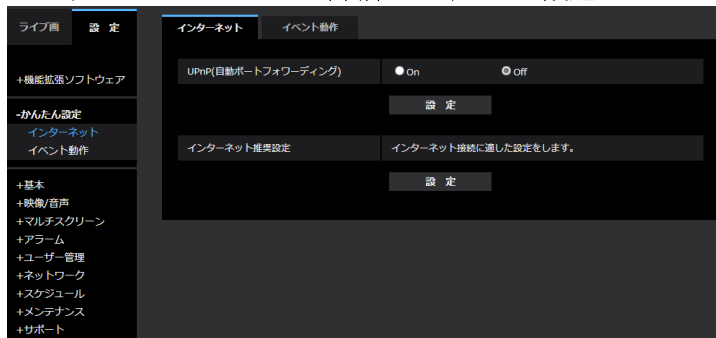 ライブ画
設 定
インターネット
イベント動作
+機能拡張ソフトウェア
-かんたん設定
インターネット
イベント動作
+基本
+映像/音声
+マルチスクリーン
+アラーム
+ユーザー管理
+ネットワーク
+スケジュール
+メンテナンス
+サポート
UPnP(自動ポートフォワーディング)
On
Off
設 定
インターネット推奨設定
インターネット接続に適した設定をします。
設 定